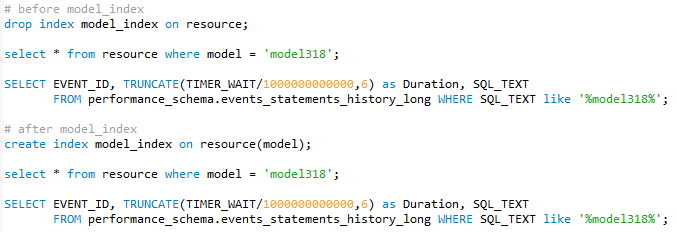 # before model_index
drop index model_index on resource;
select * from resource where model = 'model318';
SELECT EVENT_ID, TRUNCATE(TIMER_WAIT/1000000000000,6) as Duration, SQL_TEXT
FROM performance_schema.events_statements_history_long WHERE SQL_TEXT like '%model318%';
# after model_index
create index model_index on resource(model);
select * from resource where model = 'model318';
SELECT EVENT_ID, TRUNCATE(TIMER_WAIT/1000000000000,6) as Duration, SQL_TEXT
FROM performance_schema.events_statements_history_long WHERE SQL_TEXT like '%model318%';